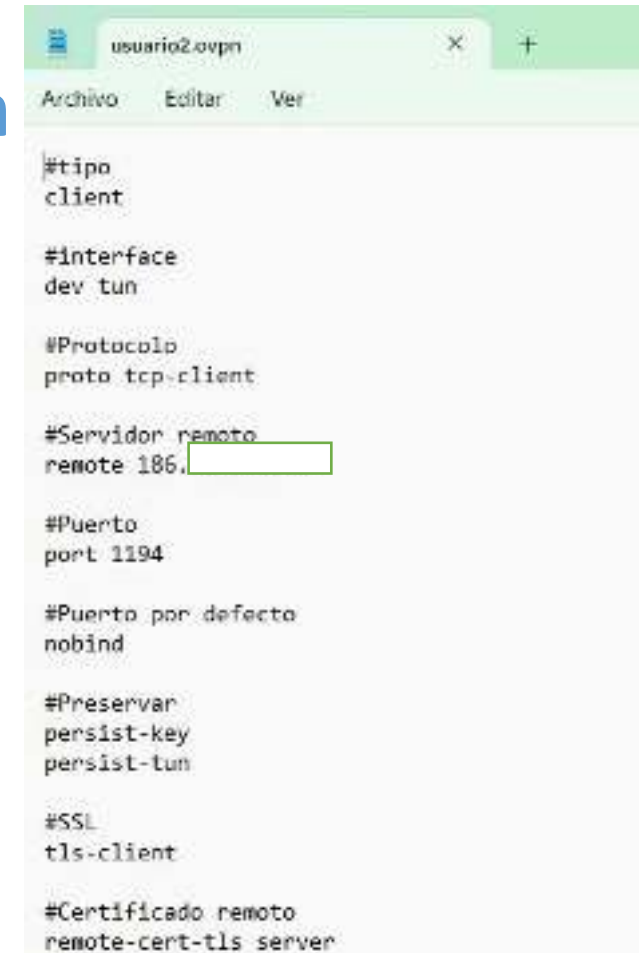 usuario2.ovpn
Archivo Editar Ver
#tipo
client
#interface
dev tun
#Protocolo
proto tcp-client
#Servidor remoto
remote 186.
#Puerto
port 1194
#Puerto por defecto
nobind
#Preservar
persist-key
persist-tun
#SSL
tls-client
#Certificado remoto
remote-cert-tls server